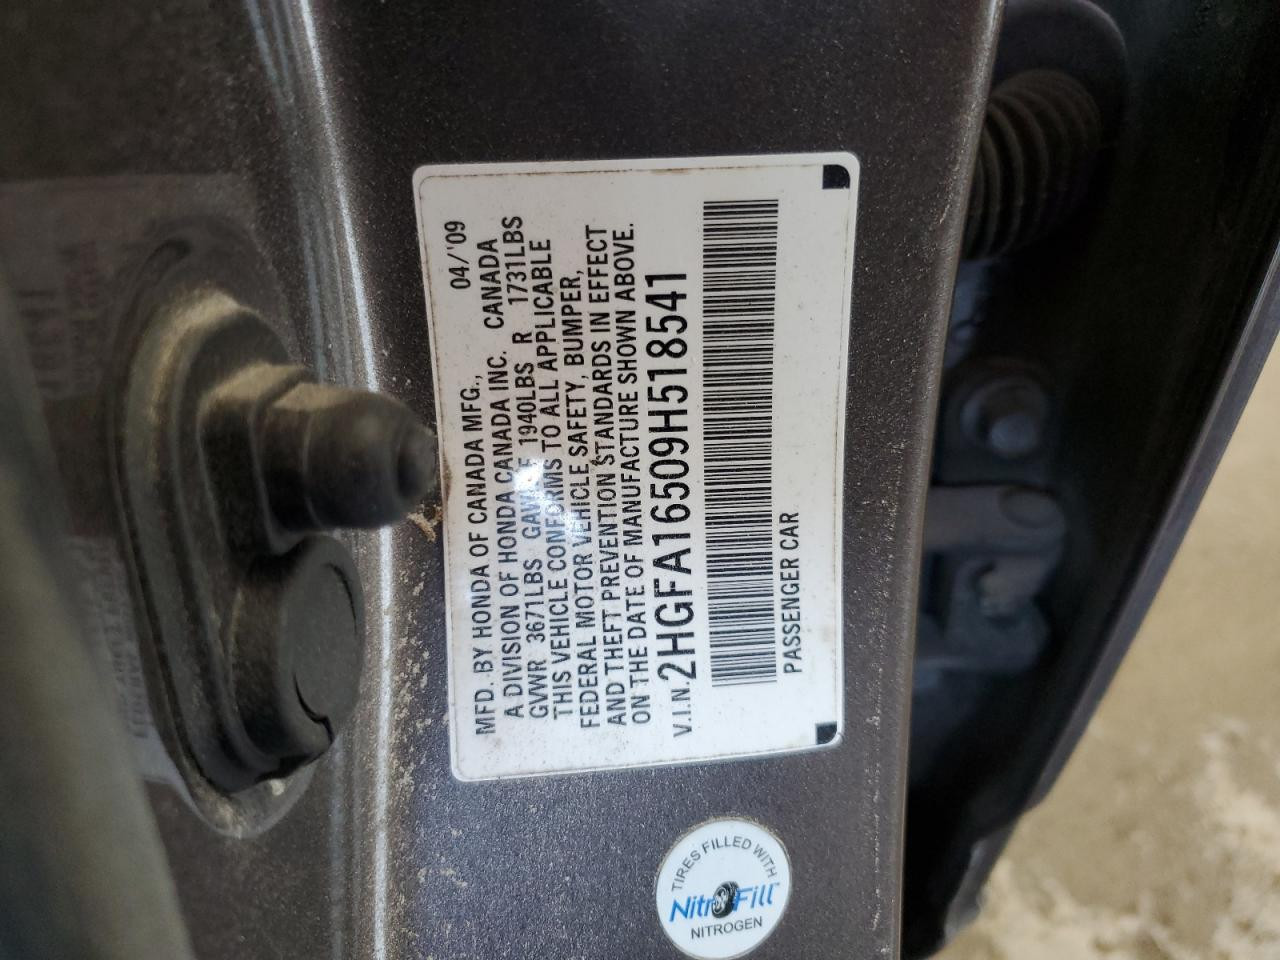 MFD. BY HONDA OF CANADA MFG., 04/'09
A DIVISION OF HONDA CANADA INC. CANADA
GVWR 3671LBS GAWR F 1940LBS R 1731LBS
THIS VEHICLE CONFORMS TO ALL APPLICABLE
FEDERAL MOTOR VEHICLE SAFETY, BUMPER,
AND THEFT PREVENTION STANDARDS IN EFFECT
ON THE DATE OF MANUFACTURE SHOWN ABOVE.
V.I.N. 2HGFA16509H518541
PASSENGER CAR
TIRES FILLED WITH
NitroFill™
NITROGEN